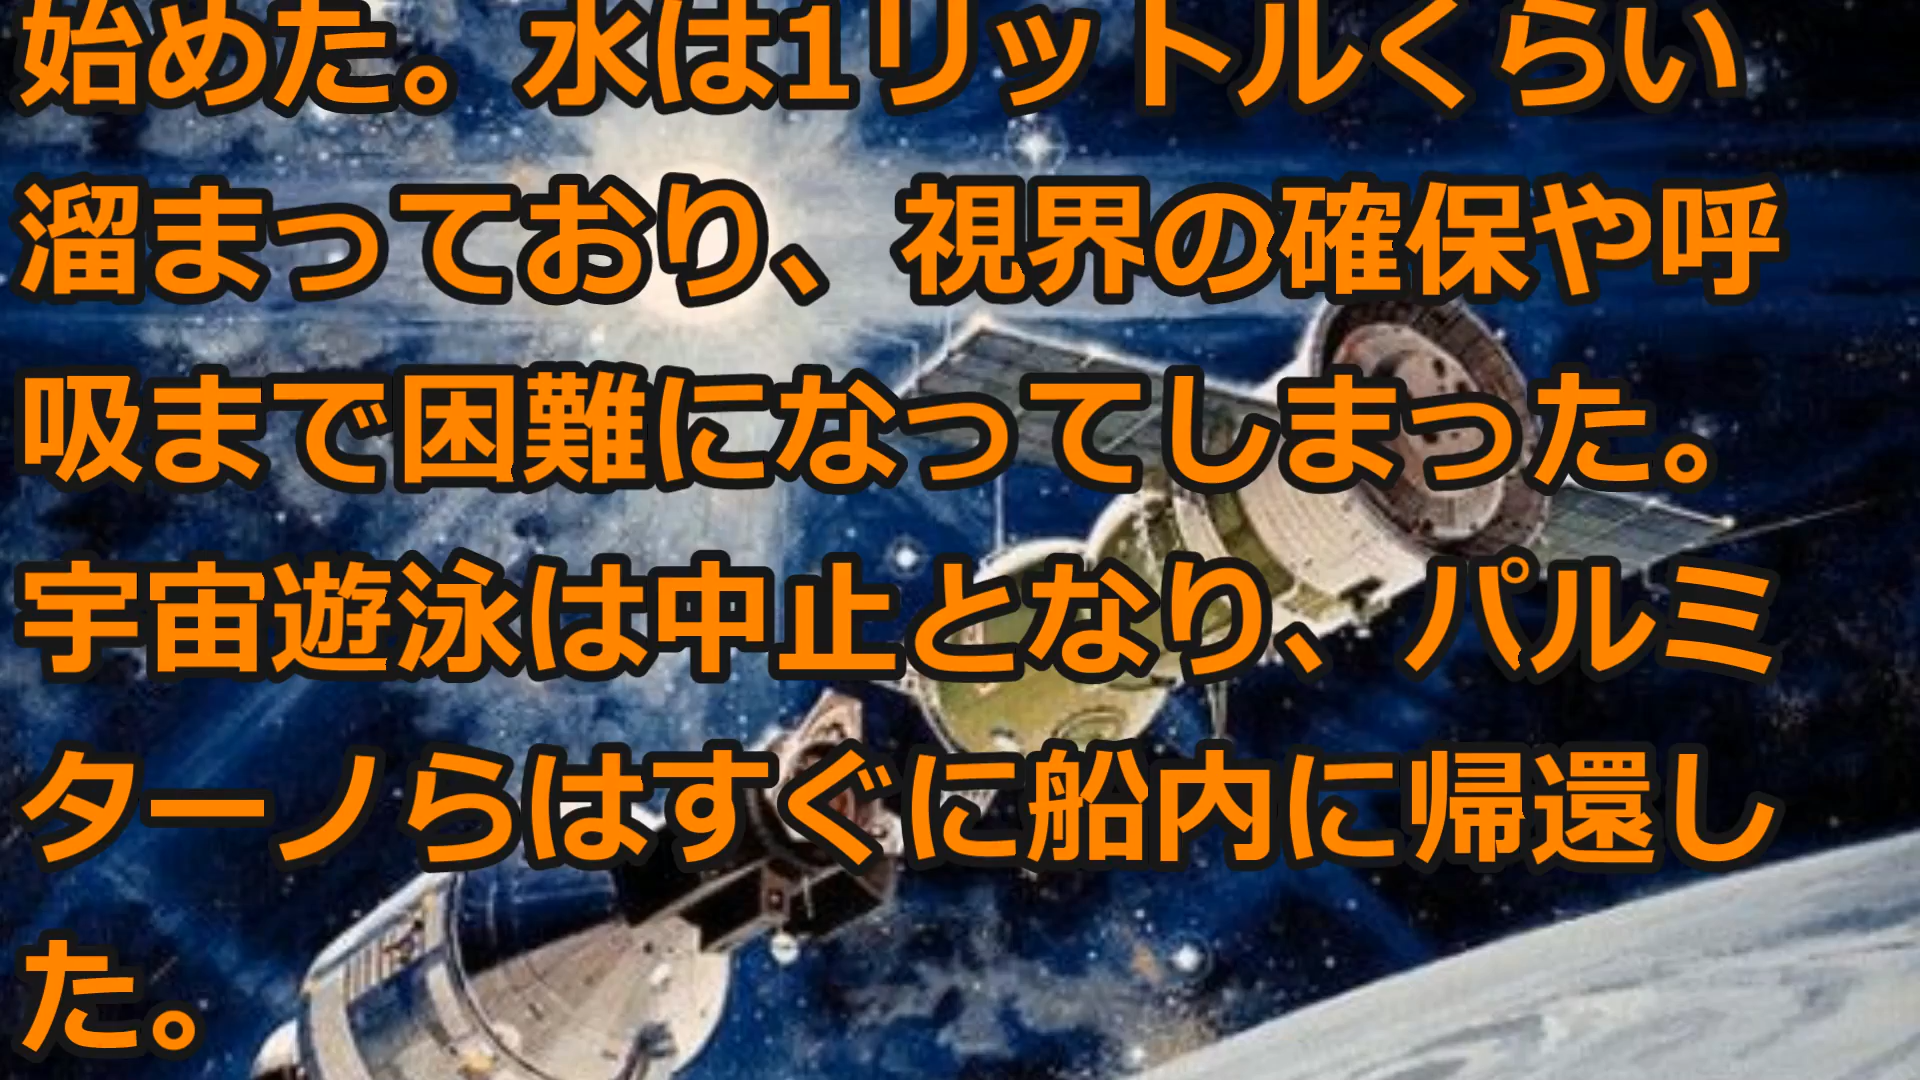 始めた。水は1リットルくらい
溜まっており、視界の確保や呼
吸まで困難になってしまった。
宇宙遊泳は中止となり、パルミ
ターノらはすぐに船内に帰還し
た。